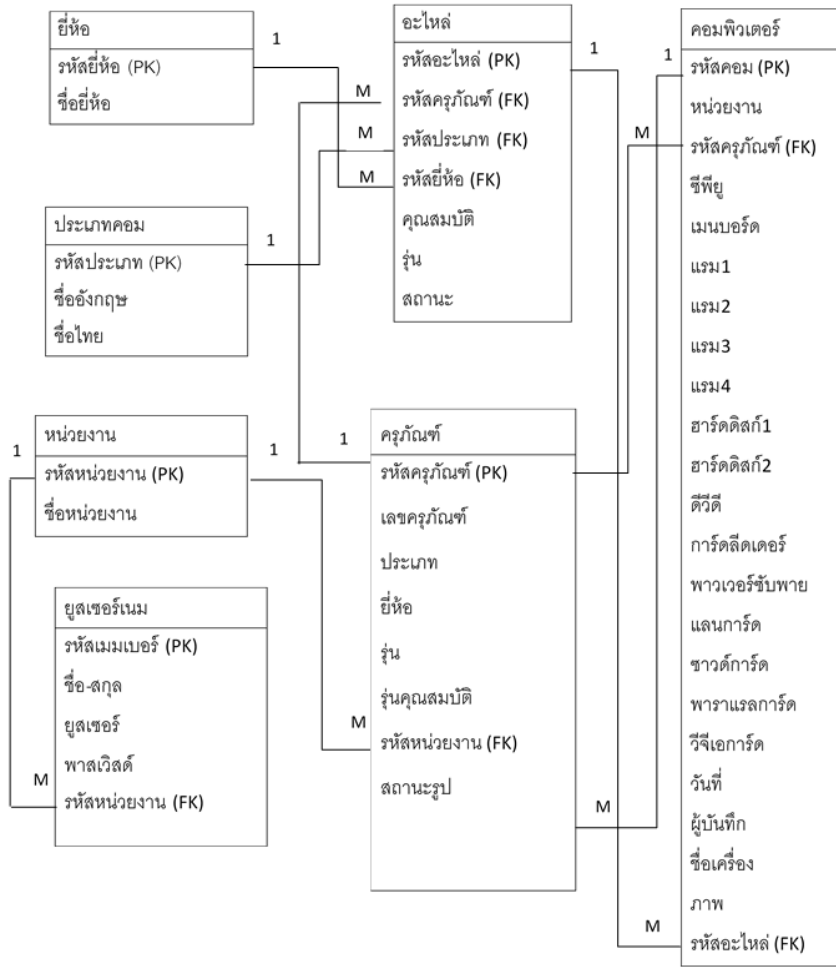 ยี่ห้อ
รหัสยี่ห้อ (PK)
ชื่อยี่ห้อ
1
อะไหล่
รหัสอะไหล่ (PK)
รหัสครุภัณฑ์ (FK)
รหัสประเภท (FK)
รหัสยี่ห้อ (FK)
คุณสมบัติ
รุ่น
สถานะ
M
M
M
1
คอมพิวเตอร์
รหัสคอม (PK)
หน่วยงาน
รหัสครุภัณฑ์ (FK)
ซีพียู
เมนบอร์ด
แรม1
แรม2
แรม3
แรม4
ฮาร์ดดิสก์1
ฮาร์ดดิสก์2
ดีวีดี
การ์ดลีดเดอร์
พาวเวอร์ซับพาย
แลนการ์ด
ซาวด์การ์ด
พาราแรลการ์ด
วีจีเอการ์ด
วันที่
ผู้บันทึก
ชื่อเครื่อง
ภาพ
รหัสอะไหล่ (FK)
1
M
M
M
ประเภทคอม
รหัสประเภท (PK)
ชื่ออังกฤษ
ชื่อไทย
1
หน่วยงาน
รหัสหน่วยงาน (PK)
ชื่อหน่วยงาน
1
1
1
ครุภัณฑ์
รหัสครุภัณฑ์ (PK)
เลขครุภัณฑ์
ประเภท
ยี่ห้อ
รุ่น
รุ่นคุณสมบัติ
รหัสหน่วยงาน (FK)
สถานะรูป
M
ยูสเซอร์เนม
รหัสเมมเบอร์ (PK)
ชื่อ-สกุล
ยูสเซอร์
พาสเวิสด์
รหัสหน่วยงาน (FK)
M